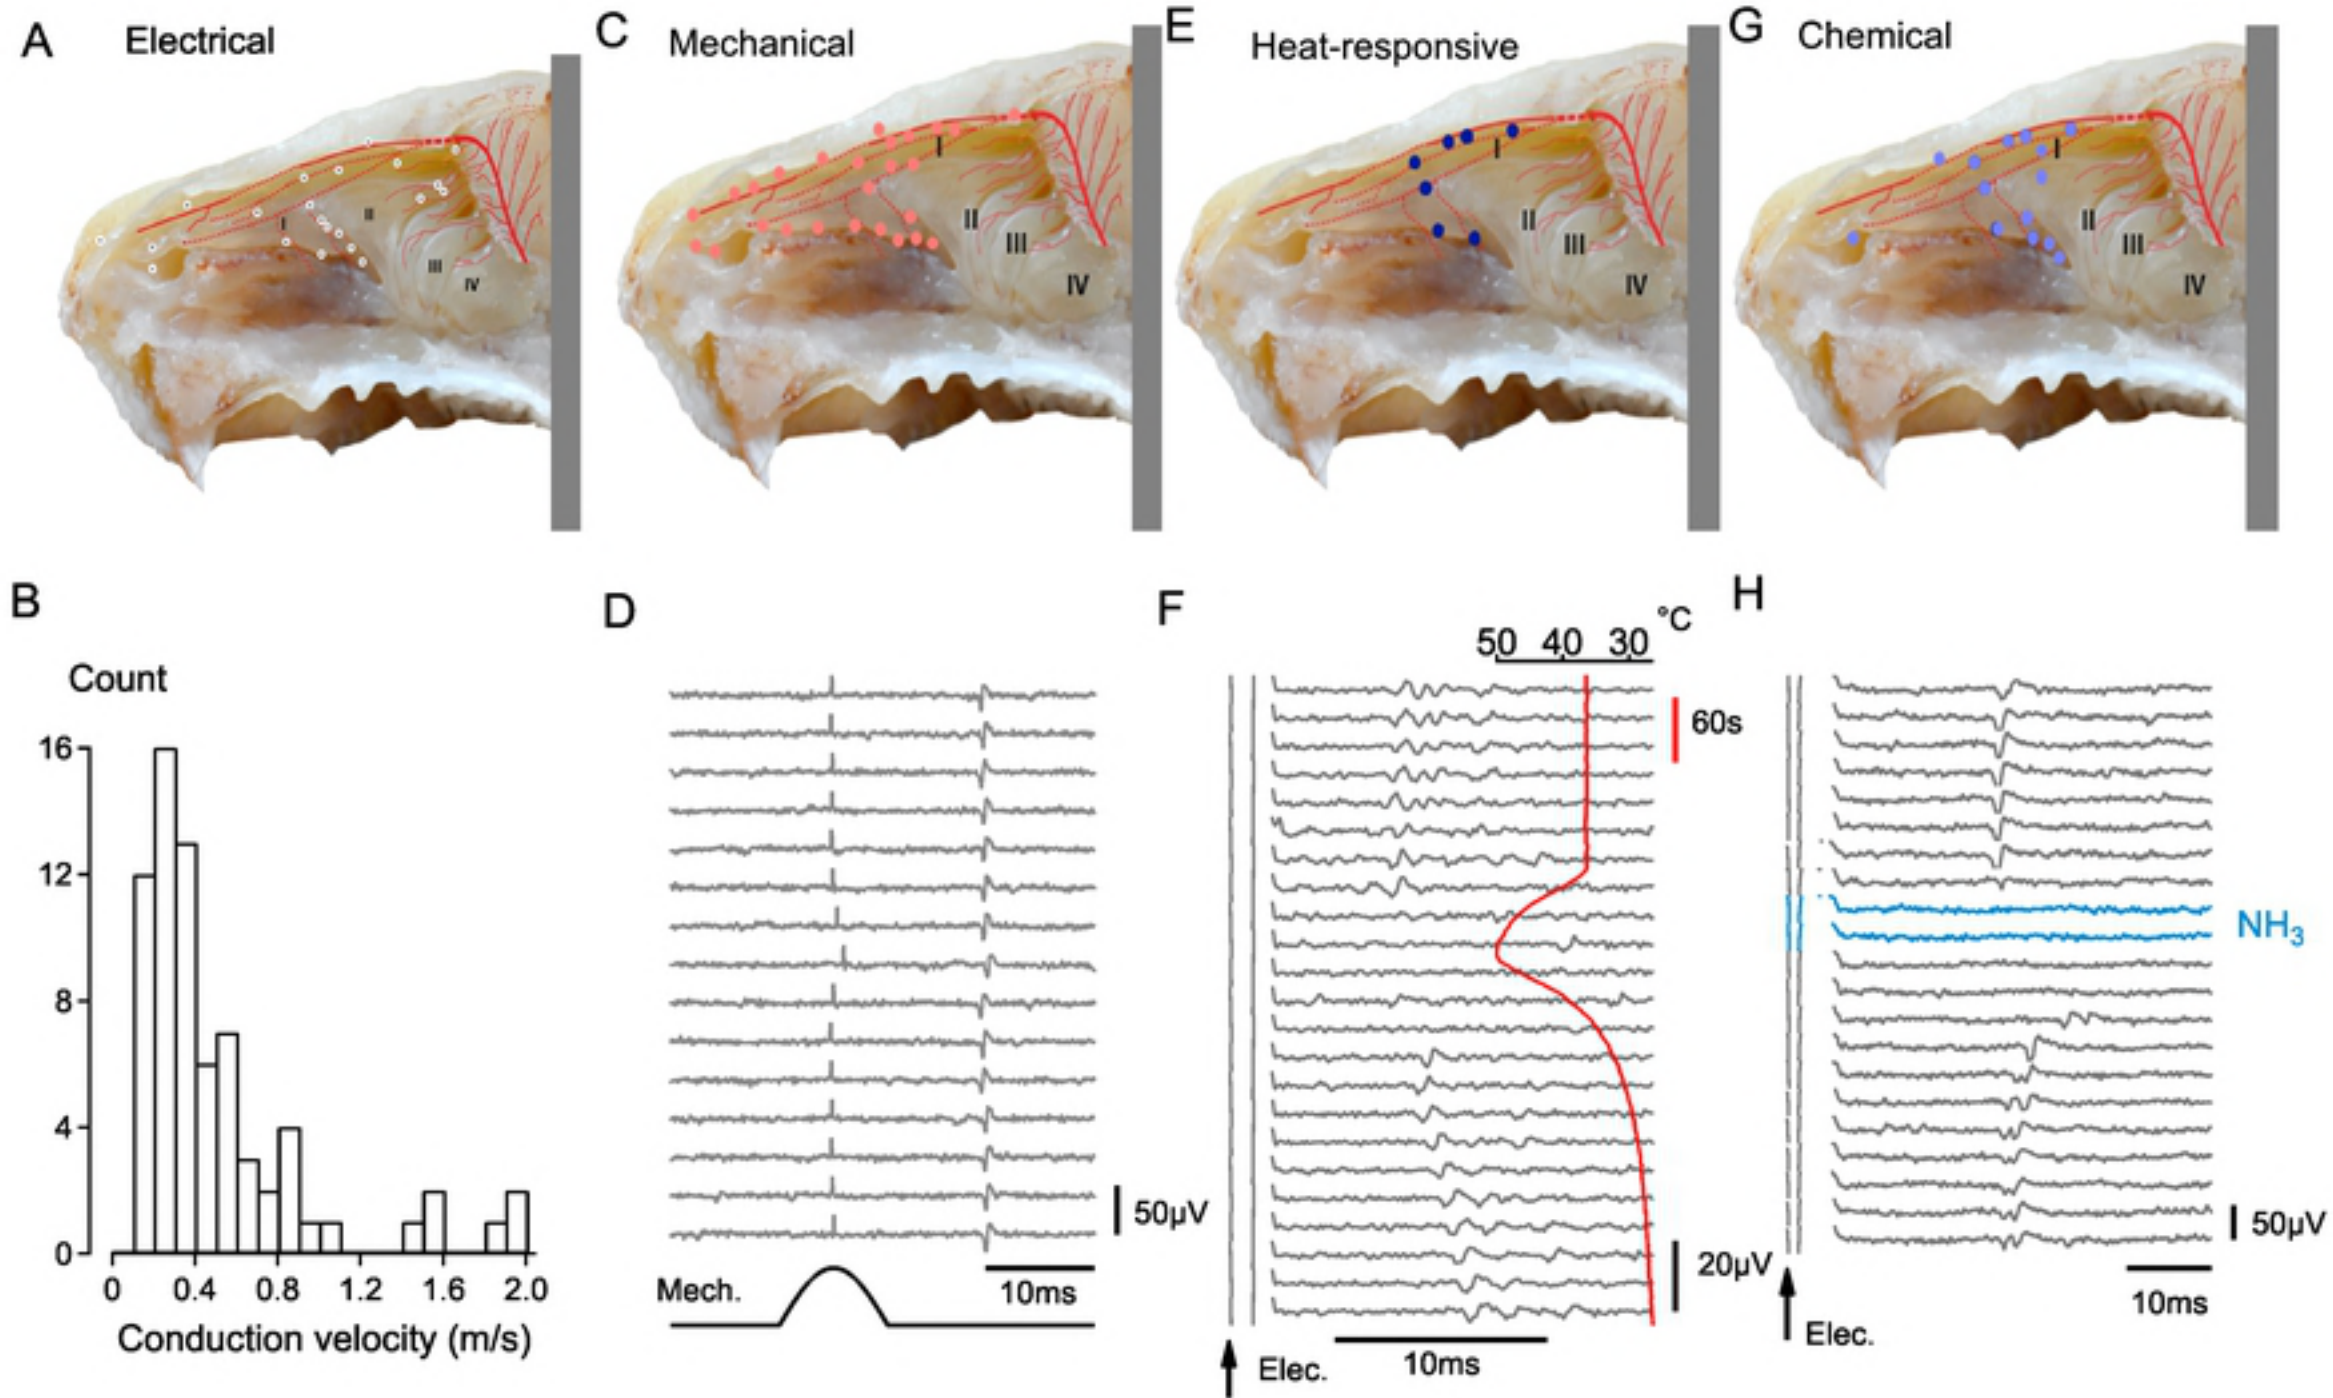 A
Electrical
I
II
III
IV
C
Mechanical
I
II
III
IV
E
Heat-responsive
I
II
III
IV
G
Chemical
I
II
III
IV
B
Count
16
12
8
4
0
0 0.4 0.8 1.2 1.6 2.0
Conduction velocity (m/s)
D
50µV
Mech.
10ms
F
°C
50 40 30
60s
20µV
10ms
Elec.
H
NH₃
50µV
10ms
Elec.